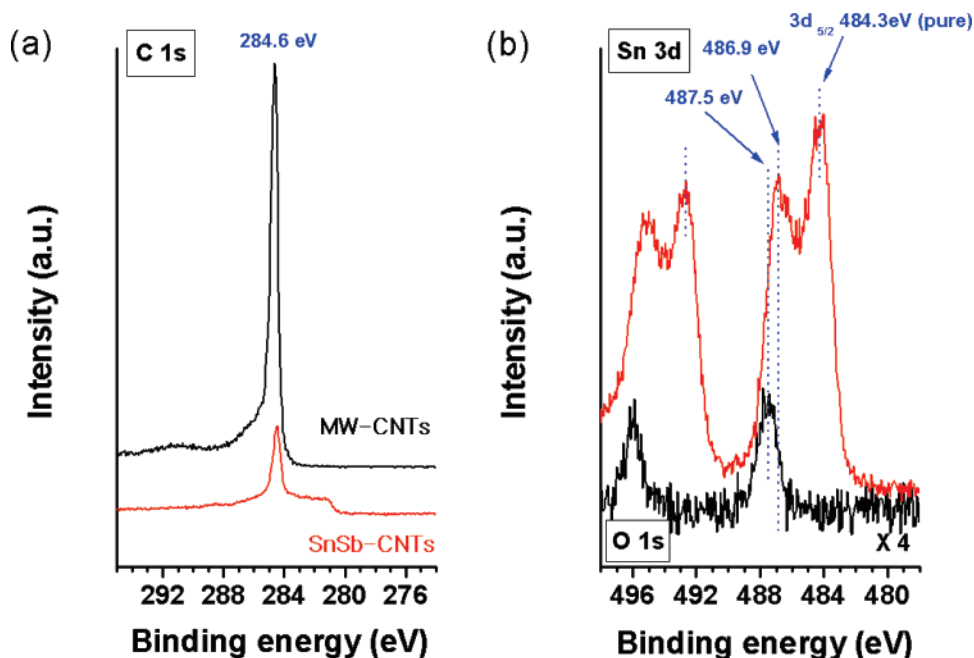 (a)
C 1s
284.6 eV
MW-CNTs
SnSb-CNTs
Intensity (a.u.)
292 288 284 280 276
Binding energy (eV)
(b)
Sn 3d
3d 5/2 484.3eV (pure)
486.9 eV
487.5 eV
O 1s
X 4
Intensity (a.u.)
496 492 488 484 480
Binding energy (eV)